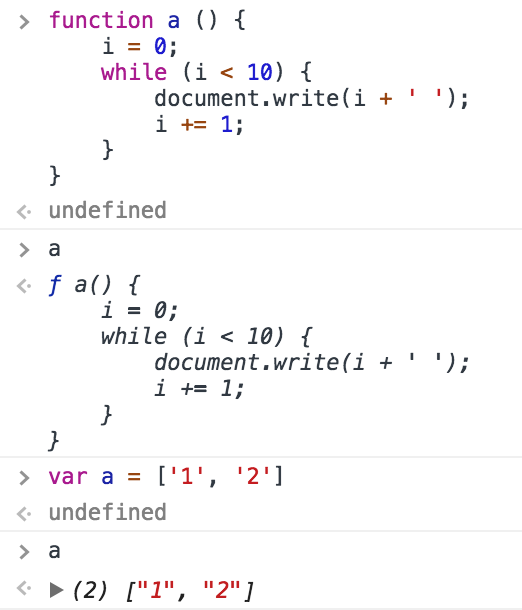 > function a () {
    i = 0;
    while (i < 10) {
        document.write(i + ' ');
        i += 1;
    }
}
undefined
> a
ƒ a() {
    i = 0;
    while (i < 10) {
        document.write(i + ' ');
        i += 1;
    }
}
> var a = ['1', '2']
undefined
> a
▶ (2) ["1", "2"]